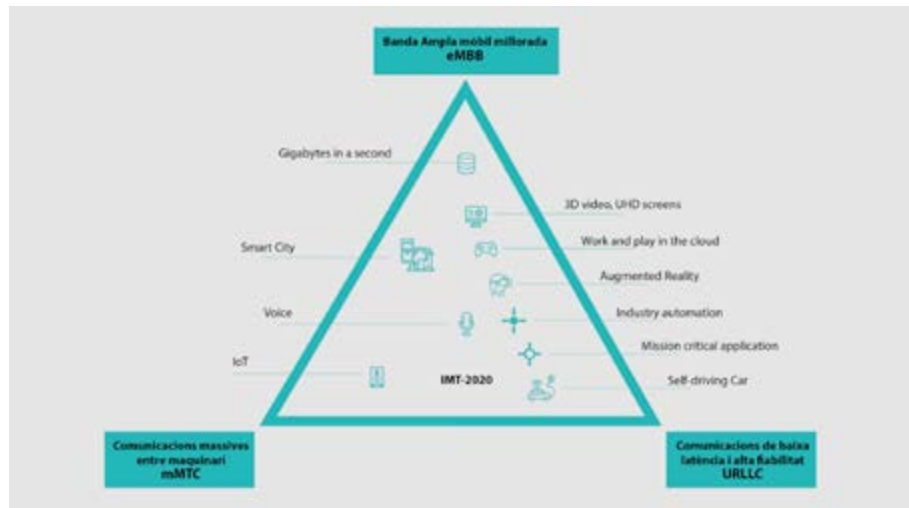 Banda Ampla mòbil millorada
eMBB
Gigabytes in a second
3D video, UHD screens
Smart City
Work and play in the cloud
Augmented Reality
Voice
Industry automation
Mission critical application
IoT
IMT-2020
Self-driving Car
Comunicacions massives
entre maquinari
mMTC
Comunicacions de baixa
latència i alta fiabilitat
URLLC